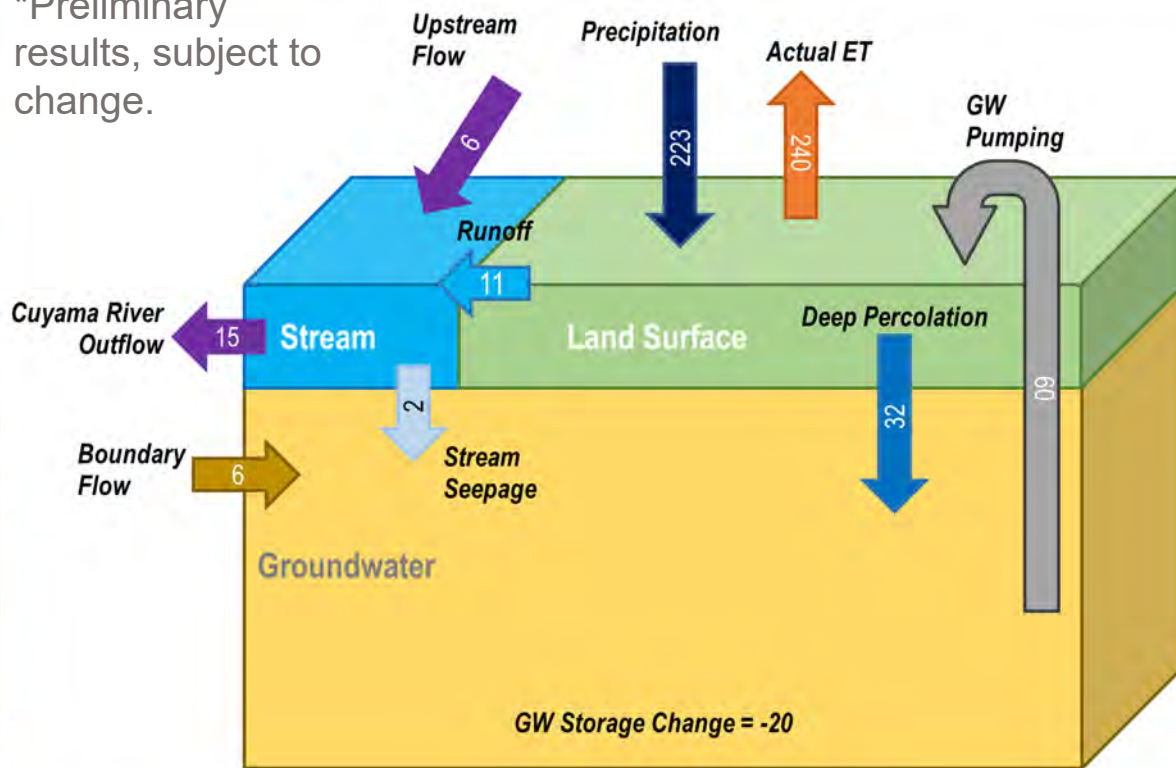 *Preliminary
results, subject to
change.
Upstream
Flow
Precipitation
Actual ET
GW
Pumping
6
223
240
Runoff
11
Cuyama River
Outflow
15
Stream
Land Surface
Deep Percolation
60
2
32
Boundary
Flow
6
Stream
Seepage
Groundwater
GW Storage Change = -20